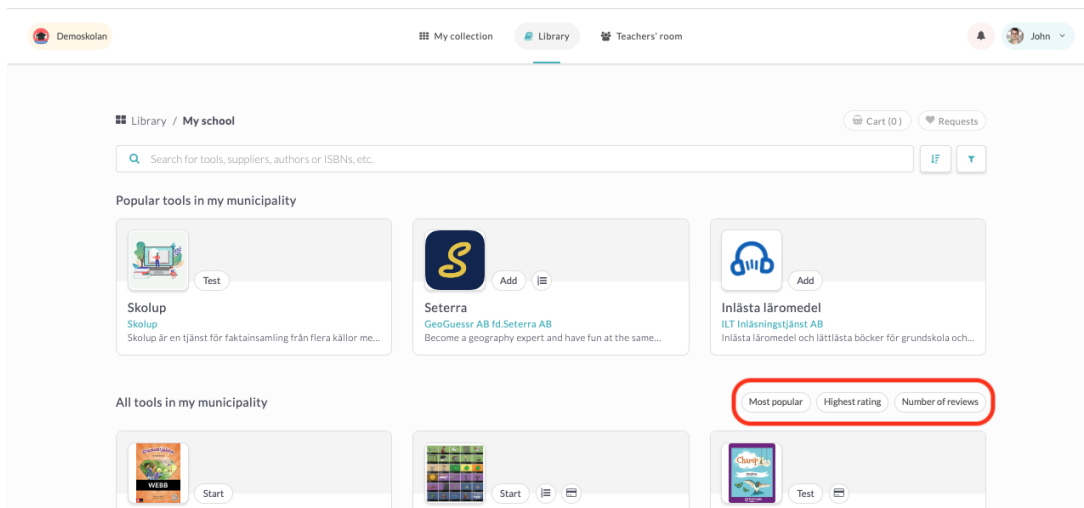 Demoskolan
My collection
Library
Teachers' room
John
Library / My school
Cart (0)
Requests
Search for tools, suppliers, authors or ISBNs, etc.
Popular tools in my municipality
Test
Skolup
Skolup
Skolup är en tjänst för faktainsamling från flera källor me...
S
Add
Seterra
GeoGuessr AB fd.Seterra AB
Become a geography expert and have fun at the same...
Add
Inlästa läromedel
ILT Inläsningstjänst AB
Inlästa läromedel och lättlästa böcker för grundskola och...
All tools in my municipality
Most popular
Highest rating
Number of reviews
WEBB
Start
Start
Champ
Test